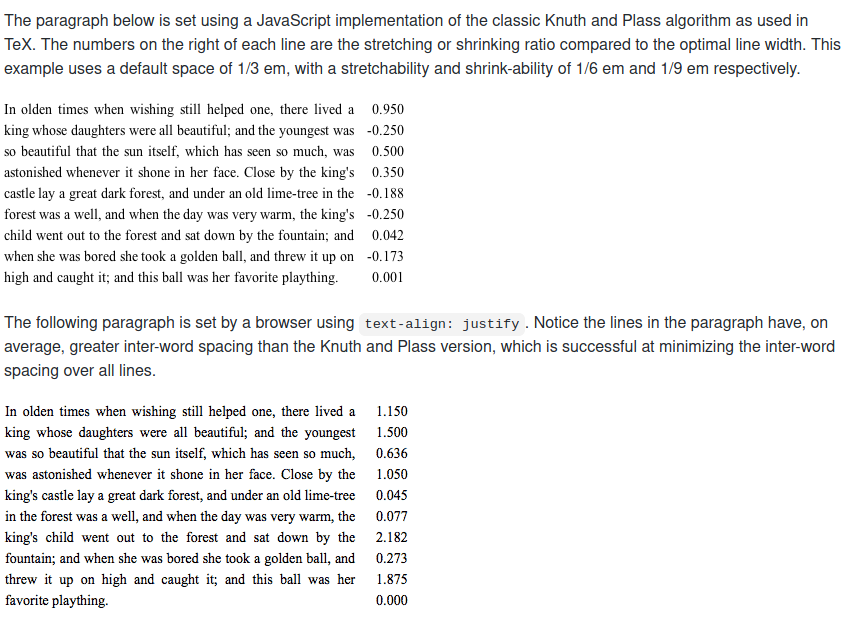 The paragraph below is set using a JavaScript implementation of the classic Knuth and Plass algorithm as used in
TeX. The numbers on the right of each line are the stretching or shrinking ratio compared to the optimal line width. This
example uses a default space of 1/3 em, with a stretchability and shrink-ability of 1/6 em and 1/9 em respectively.
In olden times when wishing still helped one, there lived a 0.950
king whose daughters were all beautiful; and the youngest was -0.250
so beautiful that the sun itself, which has seen so much, was 0.500
astonished whenever it shone in her face. Close by the king's 0.350
castle lay a great dark forest, and under an old lime-tree in the -0.188
forest was a well, and when the day was very warm, the king's -0.250
child went out to the forest and sat down by the fountain; and 0.042
when she was bored she took a golden ball, and threw it up on -0.173
high and caught it; and this ball was her favorite plaything. 0.001
The following paragraph is set by a browser using text-align: justify. Notice the lines in the paragraph have, on
average, greater inter-word spacing than the Knuth and Plass version, which is successful at minimizing the inter-word
spacing over all lines.
In olden times when wishing still helped one, there lived a 1.150
king whose daughters were all beautiful; and the youngest 1.500
was so beautiful that the sun itself, which has seen so much, 0.636
was astonished whenever it shone in her face. Close by the 1.050
king's castle lay a great dark forest, and under an old lime-tree 0.045
in the forest was a well, and when the day was very warm, the 0.077
king's child went out to the forest and sat down by the 2.182
fountain; and when she was bored she took a golden ball, and 0.273
threw it up on high and caught it; and this ball was her 1.875
favorite plaything. 0.000